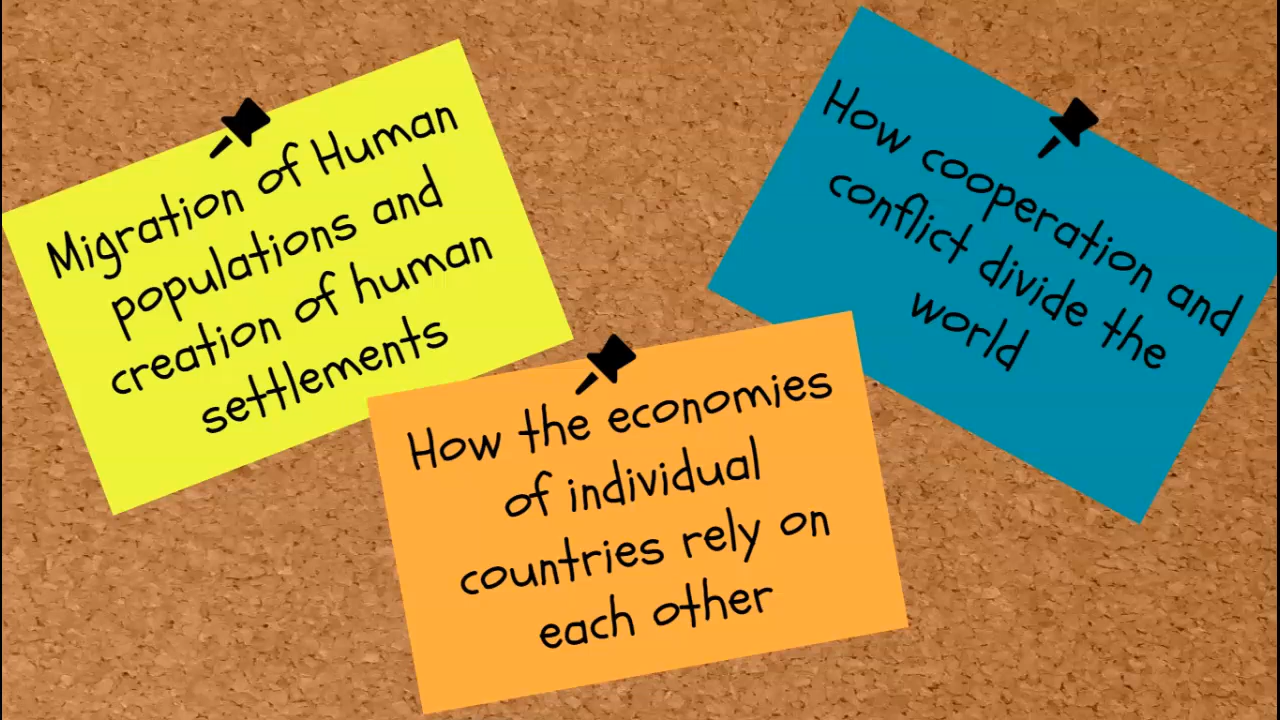 Migration of Human
populations and
creation of human
settlements
How cooperation and
conflict divide the
world
How the economies
of individual
countries rely on
each other